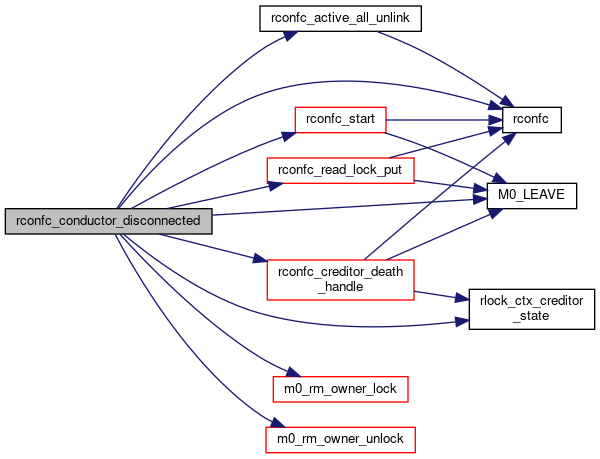 rconfc_active_all_unlink
rconfc
rconfc_start
rconfc_read_lock_put
M0_LEAVE
rconfc_conductor_disconnected
rconfc_creditor_death
_handle
rlock_ctx_creditor
_state
m0_rm_owner_lock
m0_rm_owner_unlock